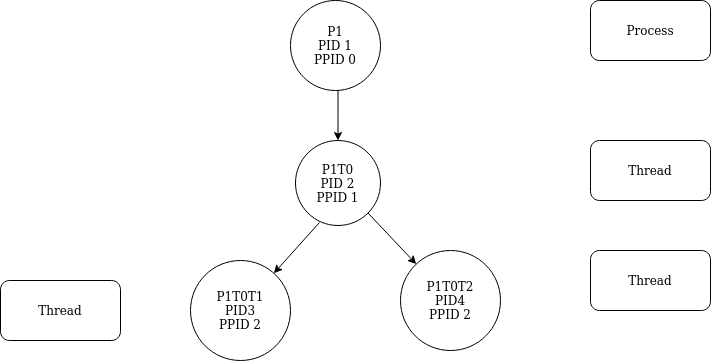 P1
PID 1
PPID 0
Process
P1T0
PID 2
PPID 1
Thread
P1T0T1
PID3
PPID 2
P1T0T2
PID4
PPID 2
Thread
Thread